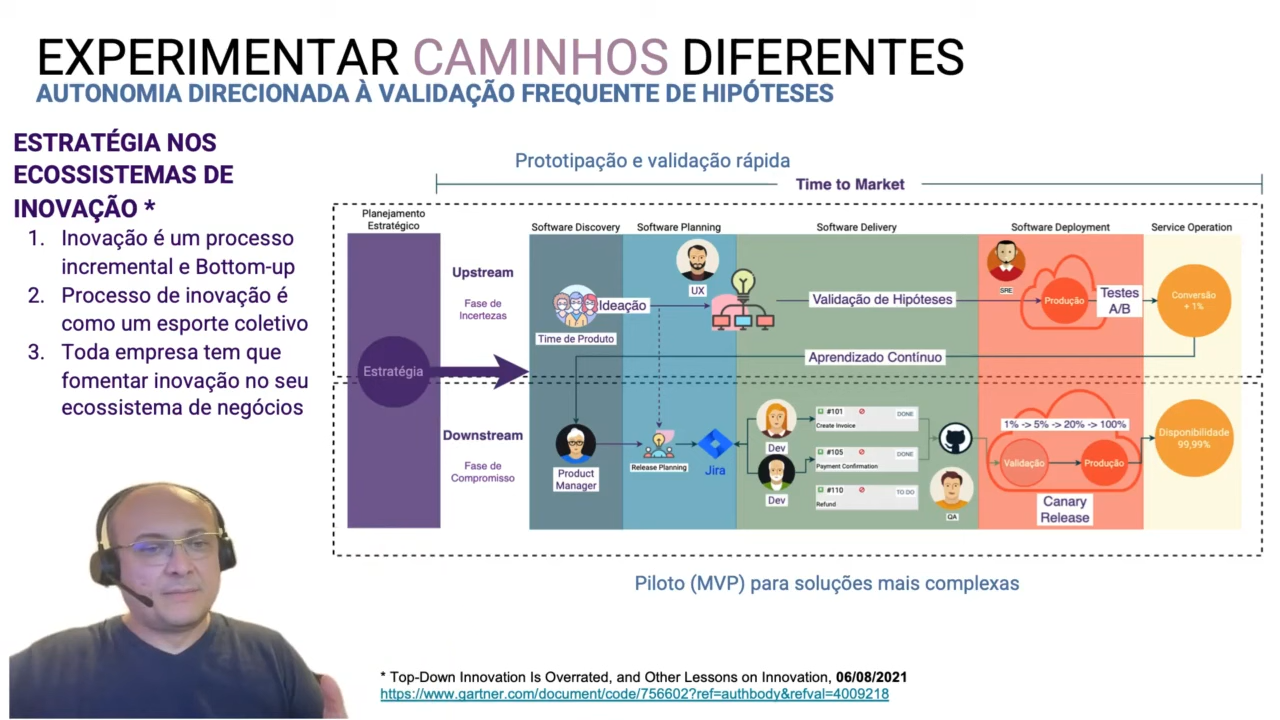 EXPERIMENTAR CAMINHOS DIFERENTES
AUTONOMIA DIRECIONADA À VALIDAÇÃO FREQUENTE DE HIPÓTESES
ESTRATÉGIA NOS
ECOSSISTEMAS DE
INOVAÇÃO *
1. Inovação é um processo
incremental e Bottom-up
2. Processo de inovação é
como um esporte coletivo
3. Toda empresa tem que
fomentar inovação no seu
ecossistema de negócios
Prototipação e validação rápida
Time to Market
Planejamento
Estratégico
Software Discovery
Software Planning
Software Delivery
Software Deployment
Service Operation
Estratégia
Upstream
Fase de
Incertezas
Ideação
Time de Produto
UX
Validação de Hipóteses
SRE
Produção
Testes
A/B
Conversão
+ 1%
Aprendizado Contínuo
Downstream
Fase de
Compromisso
Product
Manager
Release Planning
Jira
Dev
Dev
#101
DONE
Create Invoice
#105
DONE
Payment Confirmation
#110
TO DO
Refund
QA
1% -> 5% -> 20% -> 100%
Validação
Produção
Canary
Release
Disponibilidade
99,99%
Piloto (MVP) para soluções mais complexas
* Top-Down Innovation Is Overrated, and Other Lessons on Innovation, 06/08/2021
https://www.gartner.com/document/code/756602?ref=authbody&refval=4009218